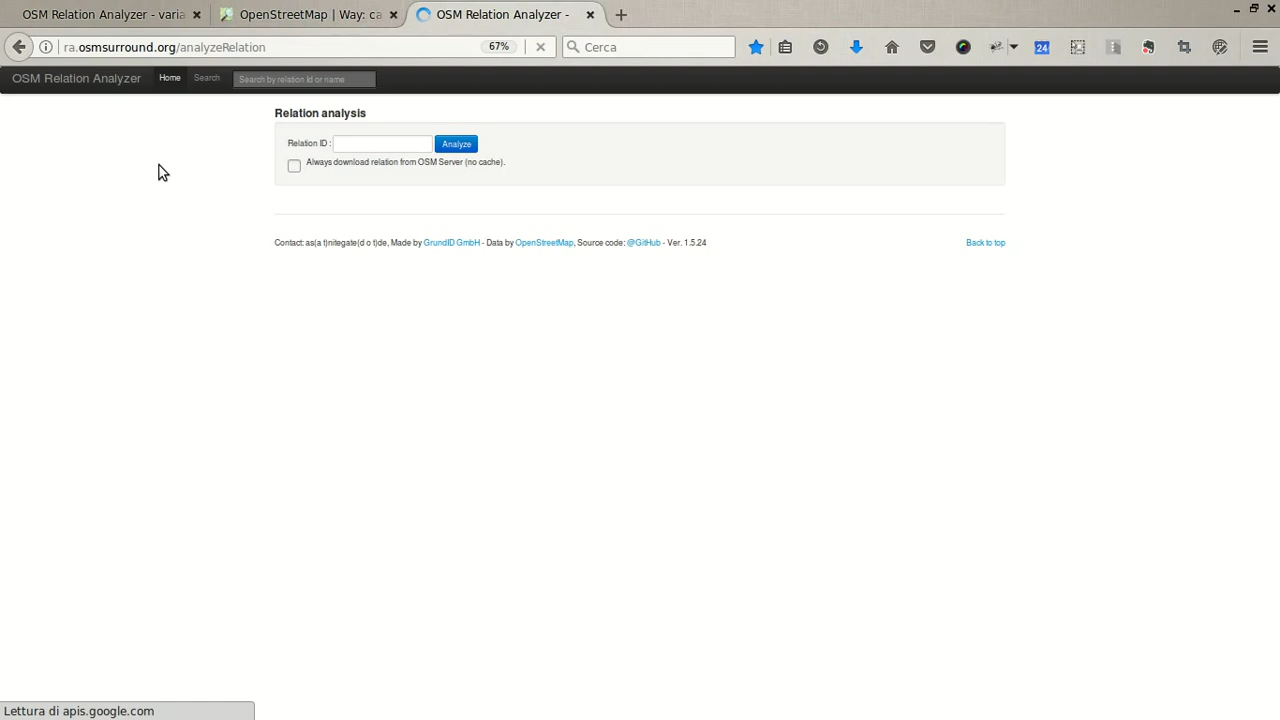 OSM Relation Analyzer - varia
OpenStreetMap | Way: ca
OSM Relation Analyzer -
ra.osmsurround.org/analyzeRelation
67%
Cerca
24
OSM Relation Analyzer
Home
Search
Search by relation Id or name
Relation analysis
Relation ID :
Analyze
Always download relation from OSM Server (no cache).
Contact: as(a t)nitegate(d o t)de, Made by GrundID GmbH - Data by OpenStreetMap, Source code: @GitHub - Ver. 1.5.24
Back to top
Lettura di apis.google.com